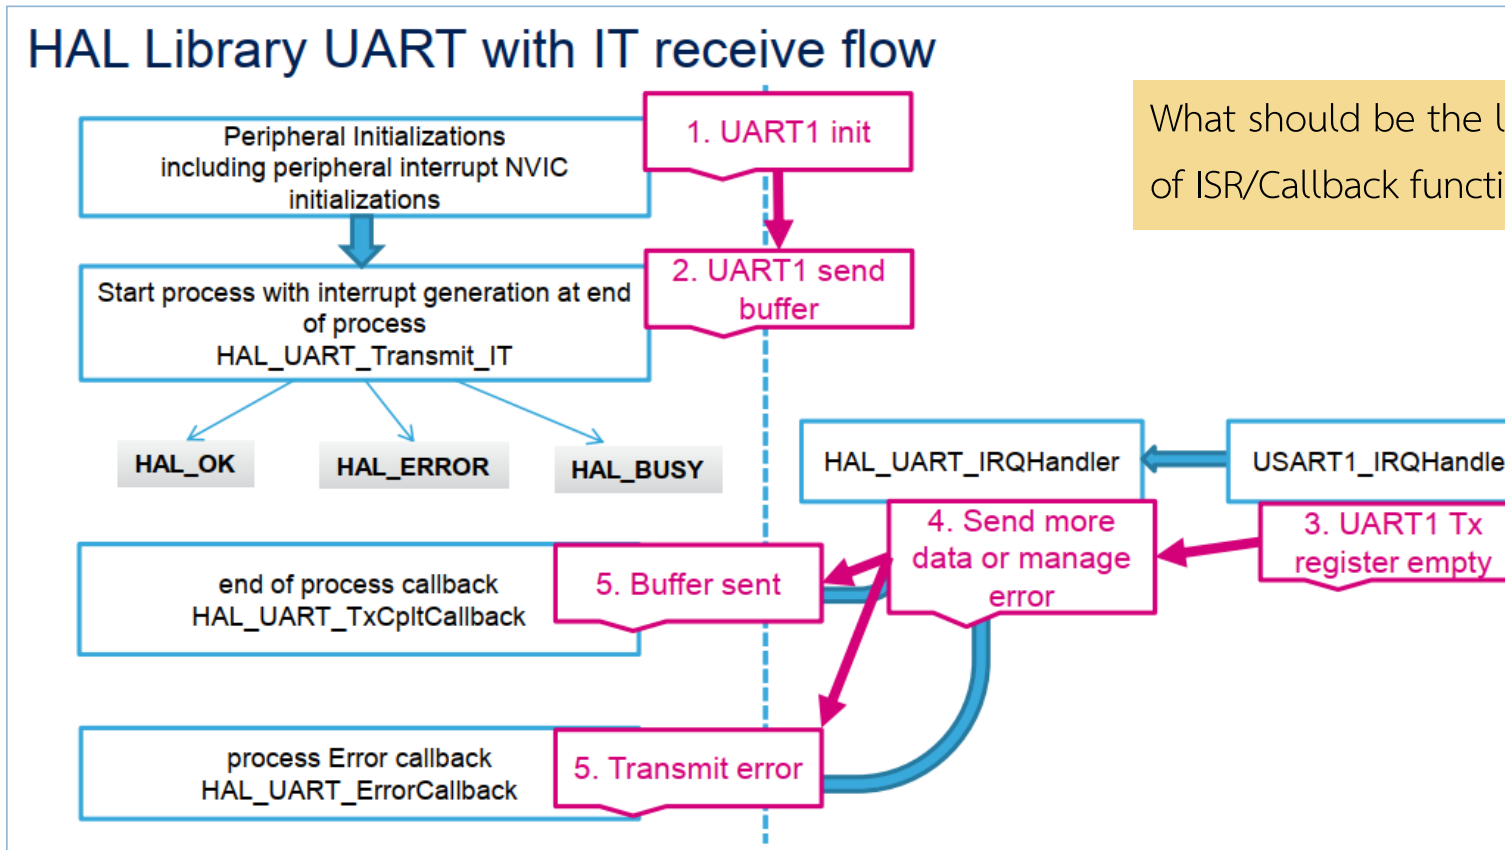 HAL Library UART with IT receive flow
What should be the
of ISR/Callback
Peripheral Initializations
including peripheral interrupt NVIC
initializations
1. UART1 init
Start process with interrupt generation at end
of process
HAL_UART_Transmit_IT
2. UART1 send
buffer
HAL_OK
HAL_ERROR
HAL_BUSY
HAL_UART_IRQHandler
USART1_IRQHandle
4. Send more
data or manage
error
3. UART1 Tx
register empty
end of process callback
HAL_UART_TxCpltCallback
5. Buffer sent
process Error callback
HAL_UART_ErrorCallback
5. Transmit error